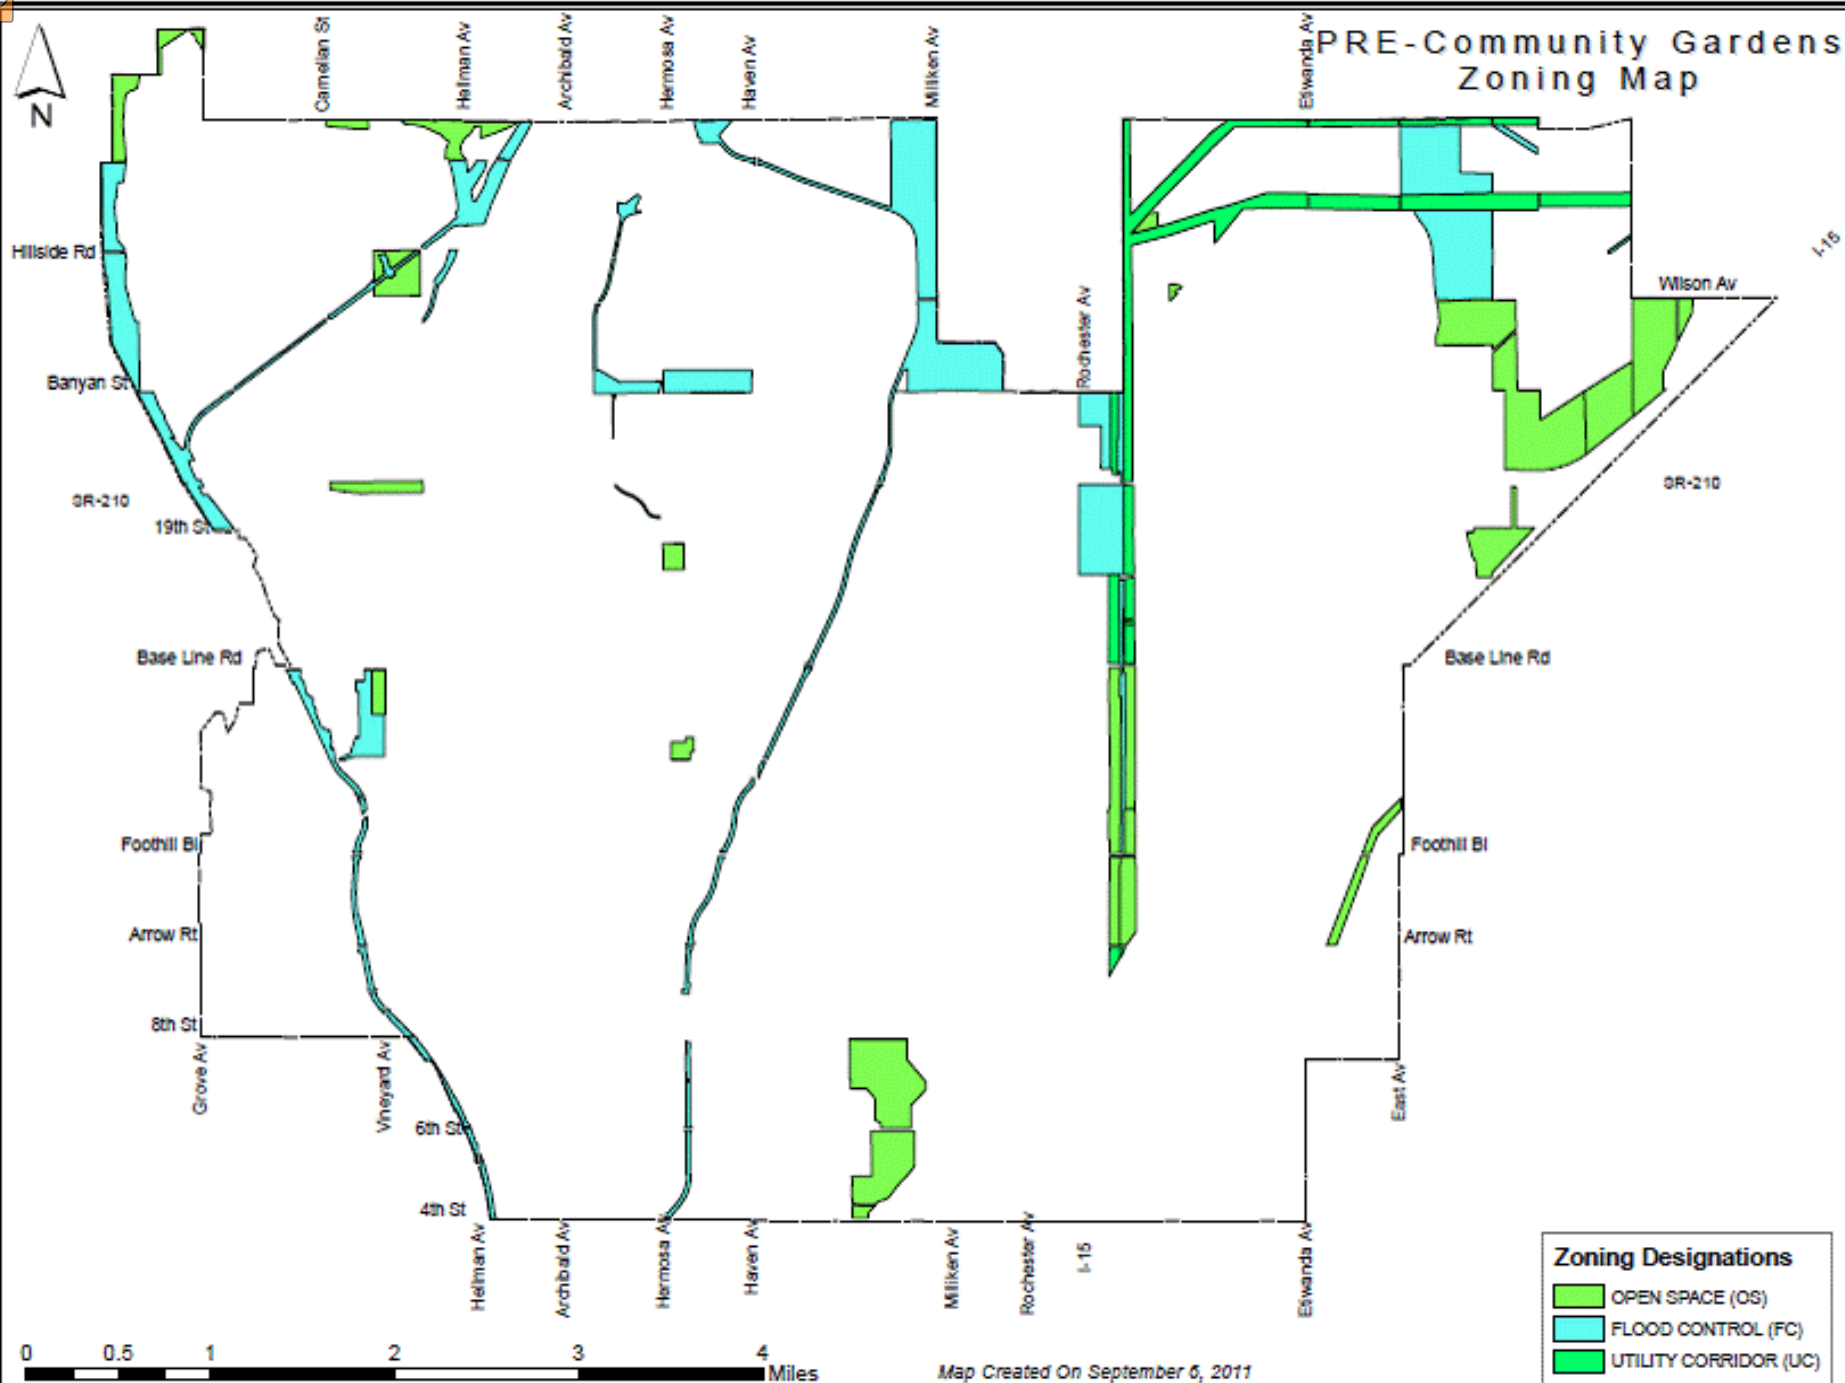 PRE-Community Gardens
Zoning Map
N
Carnelian St
Hellman Av
Archibald Av
Hermosa Av
Haven Av
Milliken Av
Etiwanda Av
I-15
Hillside Rd
Wilson Av
Rochester Av
Banyan St
SR-210
SR-210
19th St
Base Line Rd
Base Line Rd
Foothill Bl
Foothill Bl
Arrow Rt
Arrow Rt
8th St
Grove Av
Vineyard Av
East Av
6th St
4th St
Hellman Av
Archibald Av
Hermosa Av
Haven Av
Milliken Av
Rochester Av
I-15
Etiwanda Av
Zoning Designations
OPEN SPACE (OS)
FLOOD CONTROL (FC)
UTILITY CORRIDOR (UC)
0 0.5 1 2 3 4
Miles
Map Created On September 6, 2011